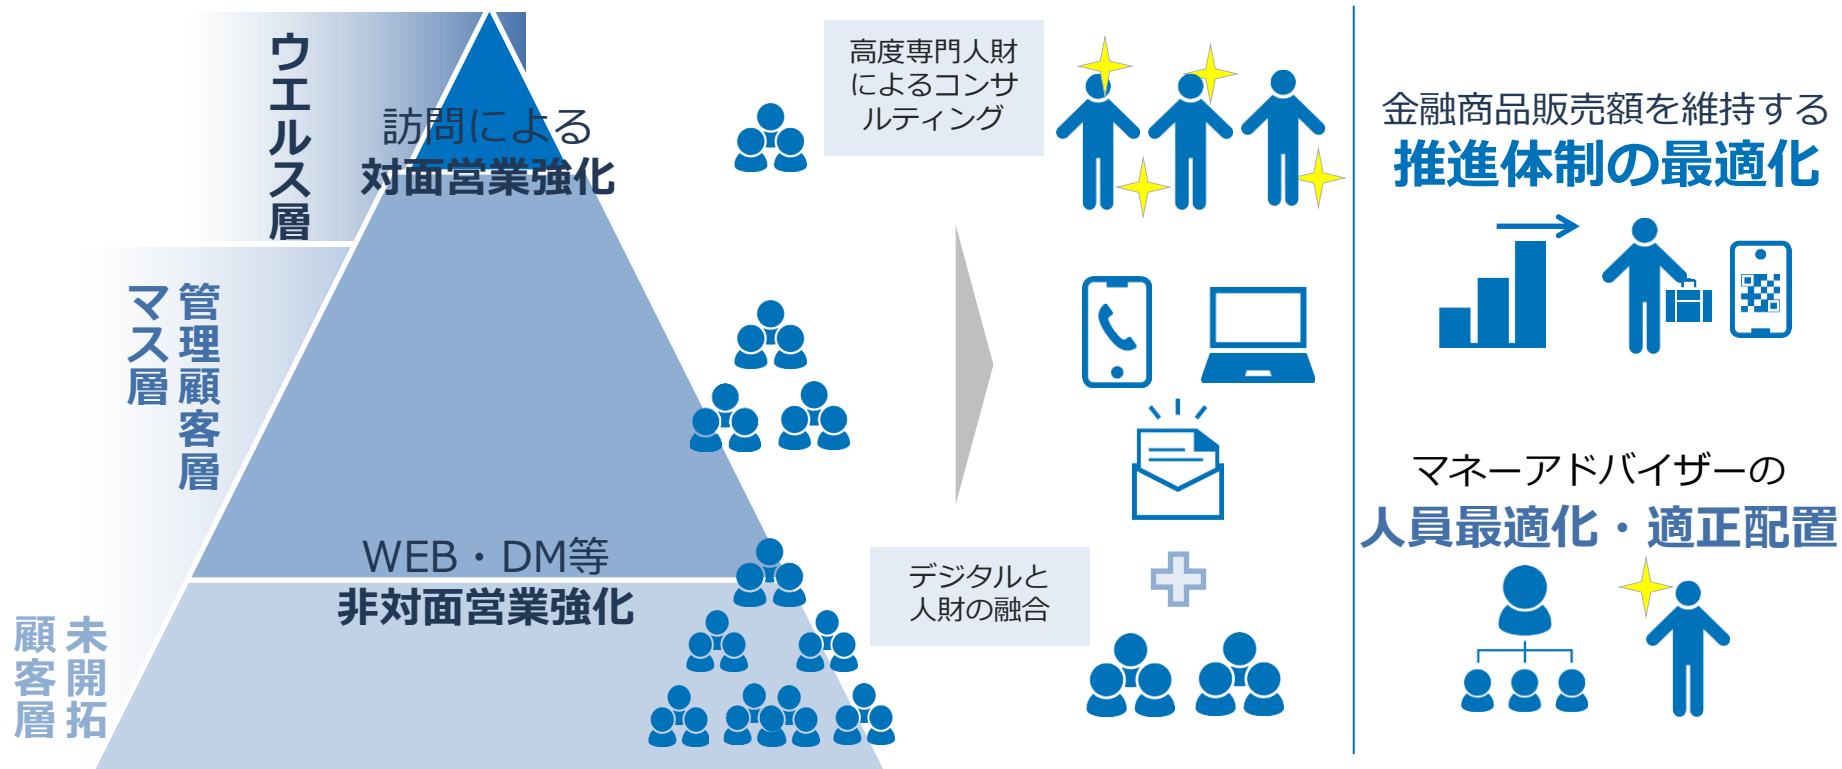 ウエルス層
訪問による
対面営業強化
管理顧客層
マス層
WEB・DM等
非対面営業強化
未開拓
顧客層
高度専門人財
によるコンサ
ルティング
デジタルと
人財の融合
金融商品販売額を維持する
推進体制の最適化
マネーアドバイザーの
人員最適化・適正配置